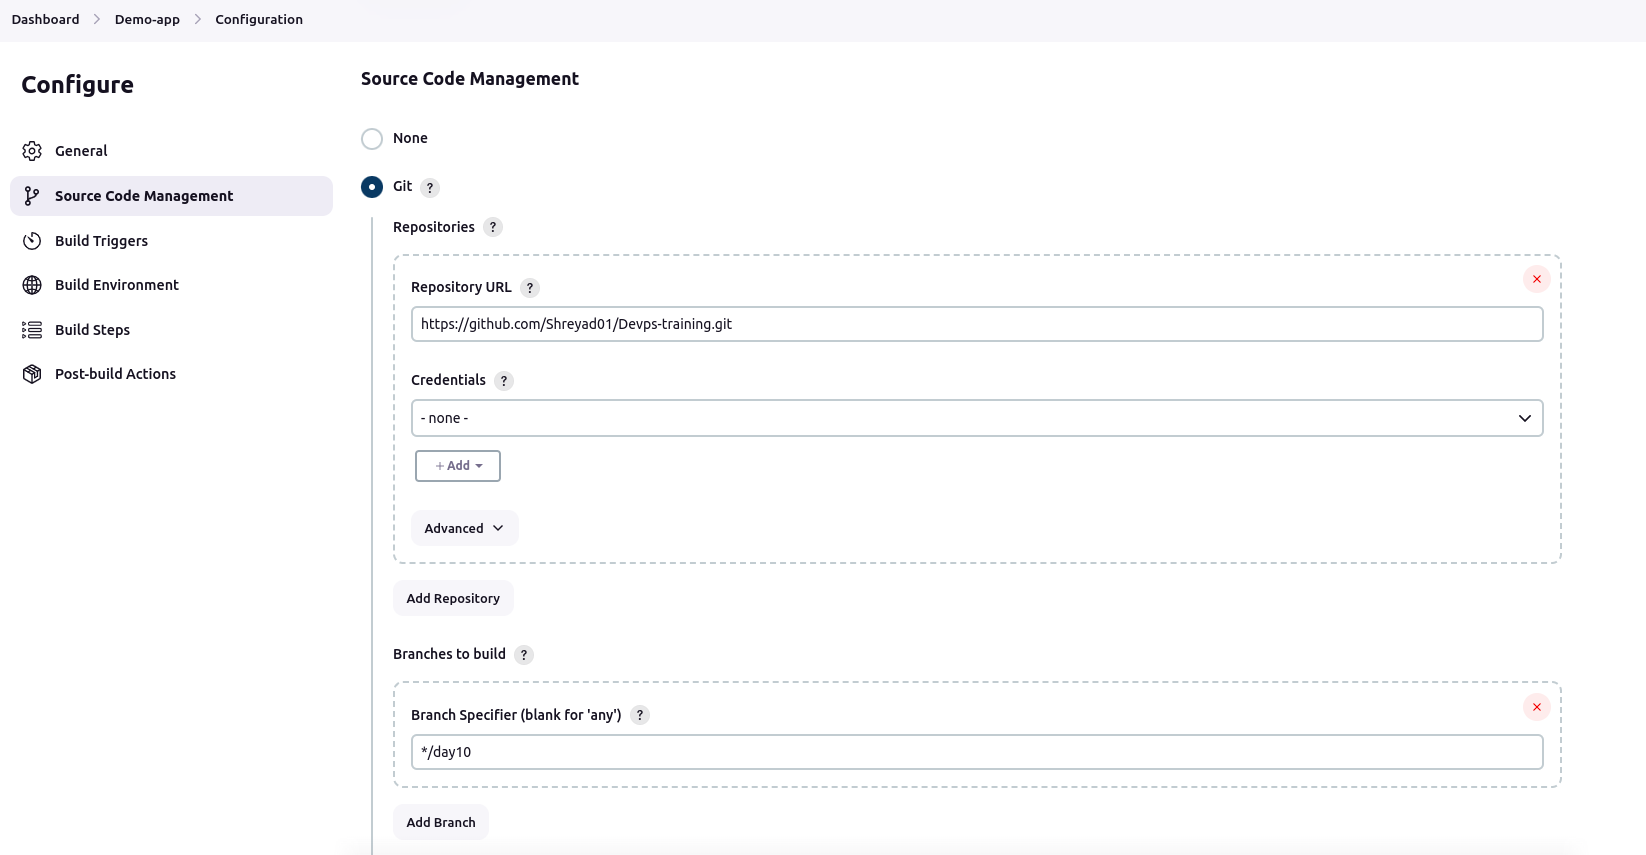 Dashboard > Demo-app > Configuration
Configure
General
Source Code Management
Build Triggers
Build Environment
Build Steps
Post-build Actions
Source Code Management
None
Git ?
Repositories ?
Repository URL ?
https://github.com/Shreyad01/Devps-training.git
Credentials ?
- none -
+ Add
Advanced
Add Repository
Branches to build ?
Branch Specifier (blank for 'any') ?
*/day10
Add Branch